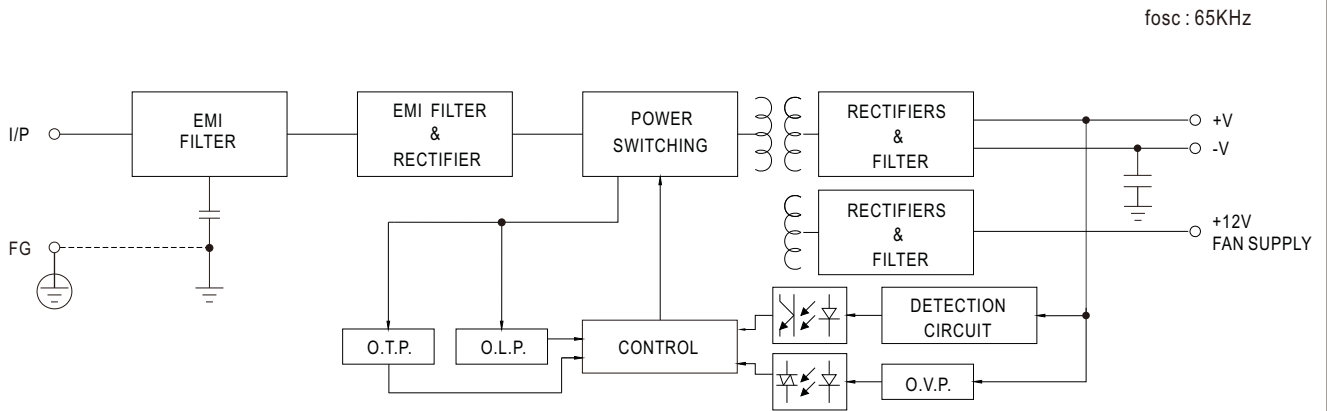 fosc : 65KHz
I/P
EMI
FILTER
EMI FILTER
&
RECTIFIER
POWER
SWITCHING
RECTIFIERS
&
FILTER
+V
-V
FG
RECTIFIERS
&
FILTER
+12V
FAN SUPPLY
O.T.P.
O.L.P.
CONTROL
DETECTION
CIRCUIT
O.V.P.